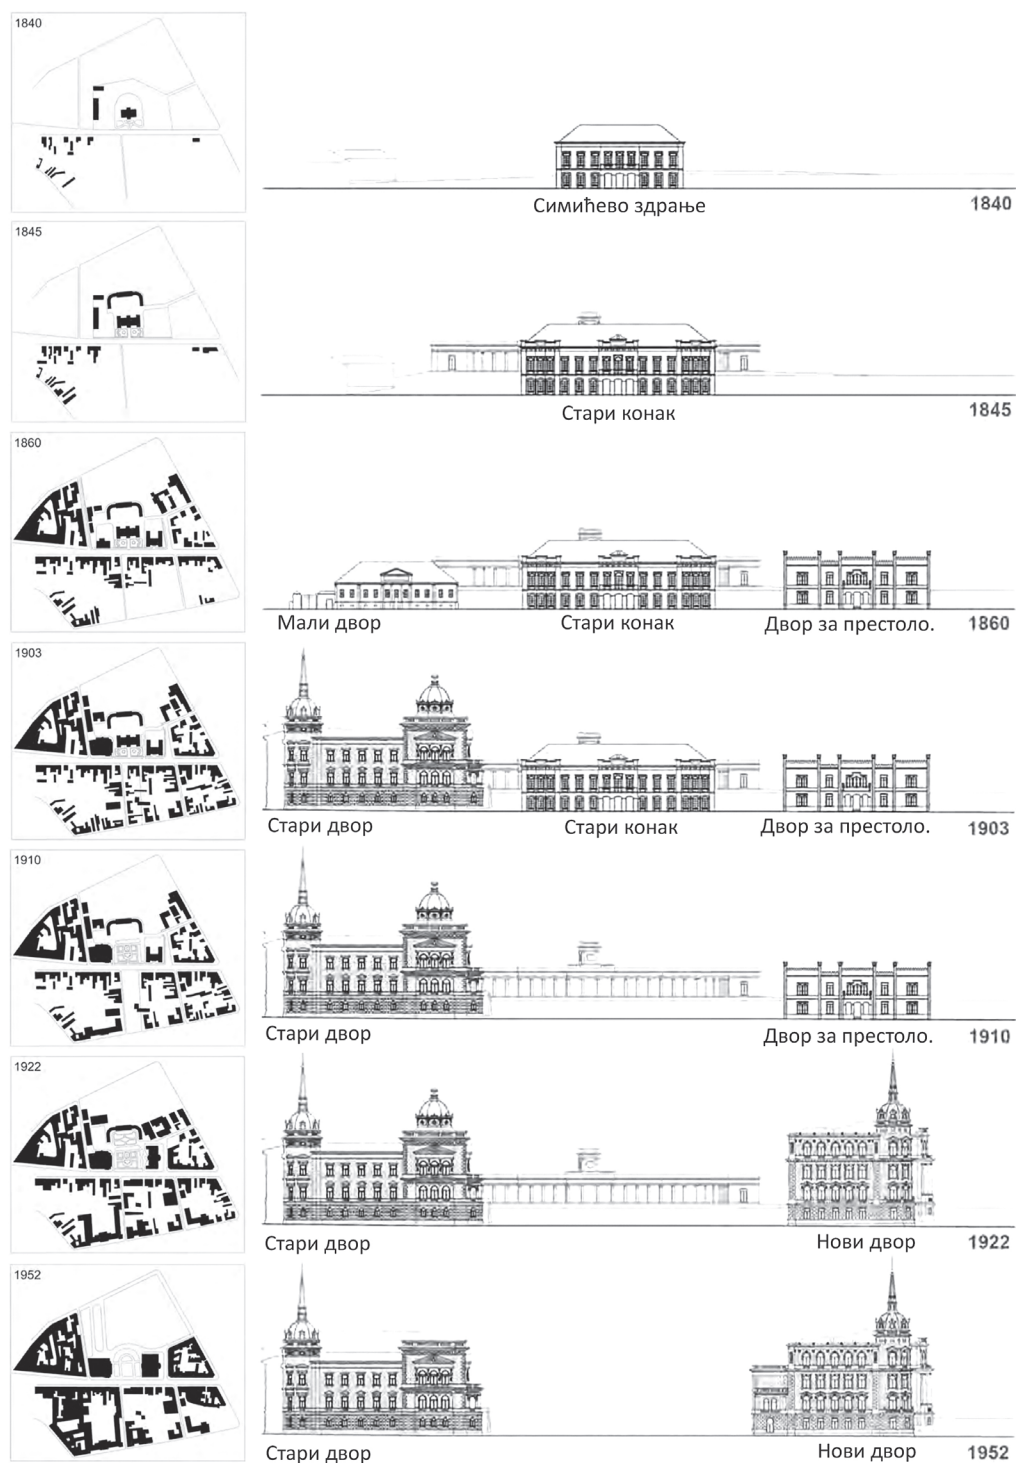 1840
Симићево здрање 1840
1845
Стари конак 1845
1860
Мали двор Стари конак Двор за престоло. 1860
1903
Стари двор Стари конак Двор за престоло. 1903
1910
Стари двор Двор за престоло. 1910
1922
Стари двор Нови двор 1922
1952
Стари двор Нови двор 1952